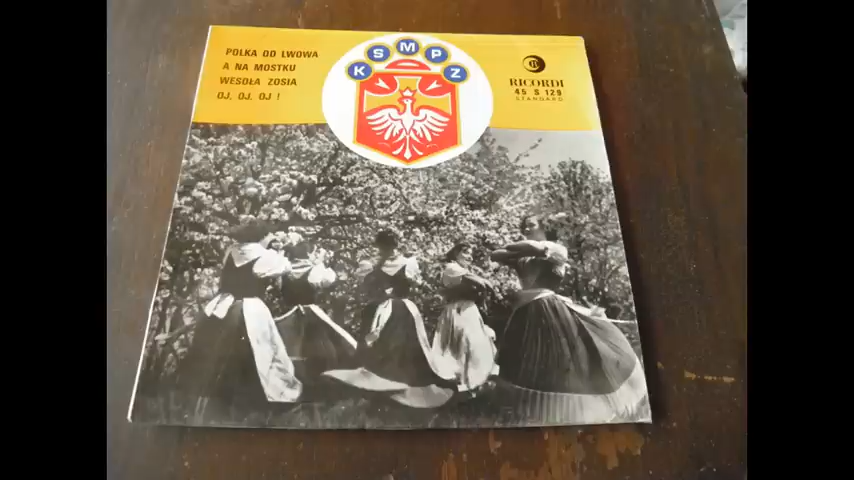 POLKA OD LWOWA
A NA MOSTKU
WESOŁA ZOSIA
OJ, OJ, OJ !
K S M P Z
RICORDI
45 S 129
STANDARD